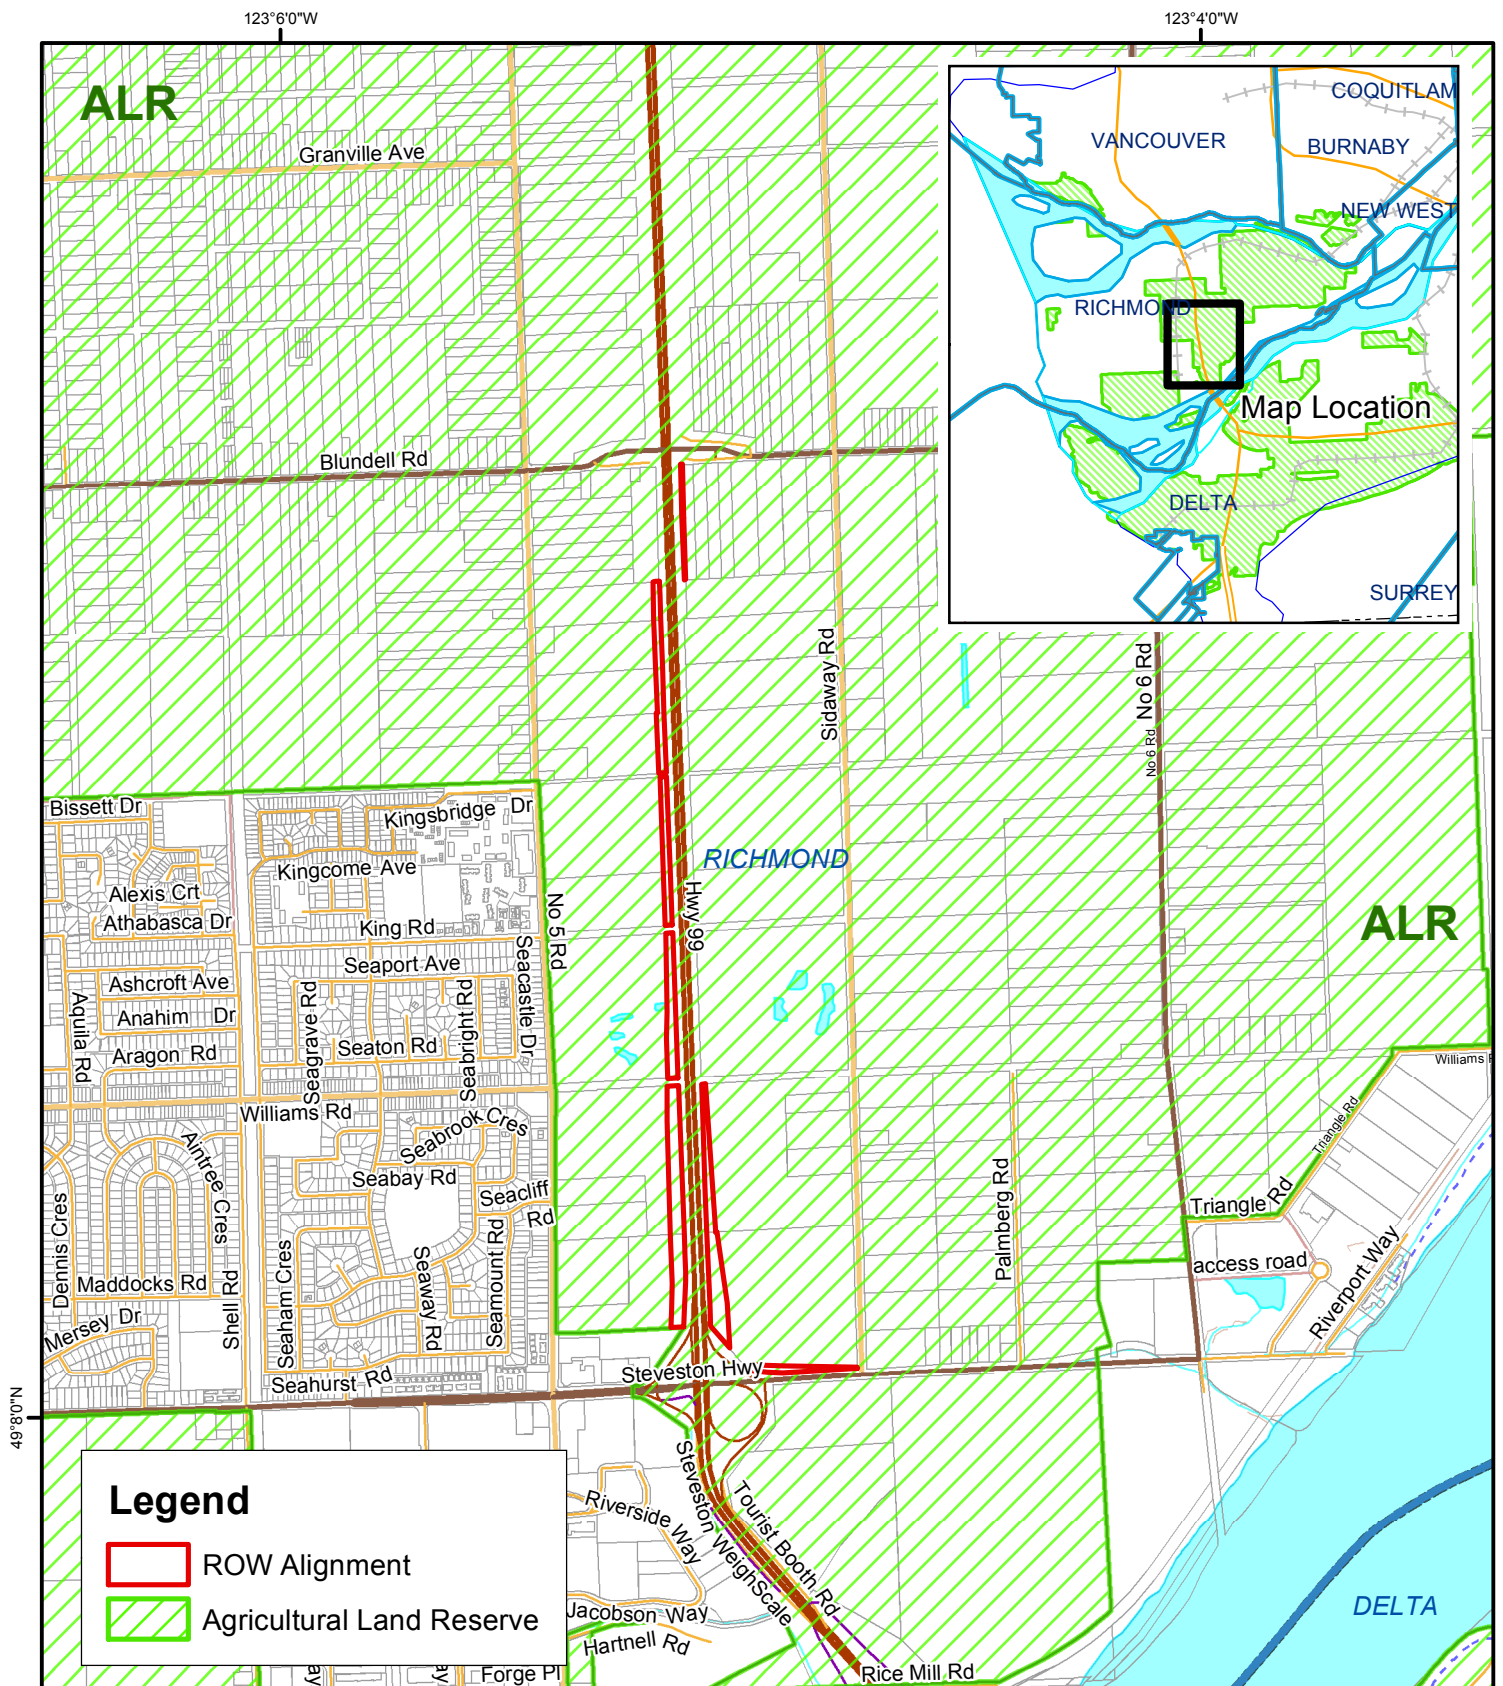 123°6'0"W
123°4'0"W
ALR
Granville Ave
COQUITLAM
VANCOUVER
BURNABY
NEW WEST
RICHMOND
Map Location
DELTA
SURREY
Blundell Rd
Sidaway Rd
No 6 Rd
No 6 Rd
Bissett Dr
Kingsbridge Dr
Kingcome Ave
RICHMOND
Alexis Crt
Athabasca Dr
King Rd
No 5 Rd
Hwy 99
ALR
Seaport Ave
Seacastle Dr
Ashcroft Ave
Aquila Rd
Anahim Dr
Seagrave Rd
Seabright Rd
Seaton Rd
Aragon Rd
Williams R
Williams Rd
Seabrook Cres
Triangle Rd
Aintree Cres
Seabay Rd
Seacliff Rd
Palmberg Rd
Triangle Rd
Dennis Cres
access road
Riverport Way
Maddocks Rd
Shell Rd
Seaham Cres
Seaway Rd
Seamount Rd
Mersey Dr
Steveston Hwy
Seahurst Rd
49°8'0"N
Legend
ROW Alignment
Agricultural Land Reserve
Riverside Way
Steveston WeighScale
Tourist Booth Rd
Jacobson Way
Hartnell Rd
Forge Pl
Rice Mill Rd
DELTA
ay
ay